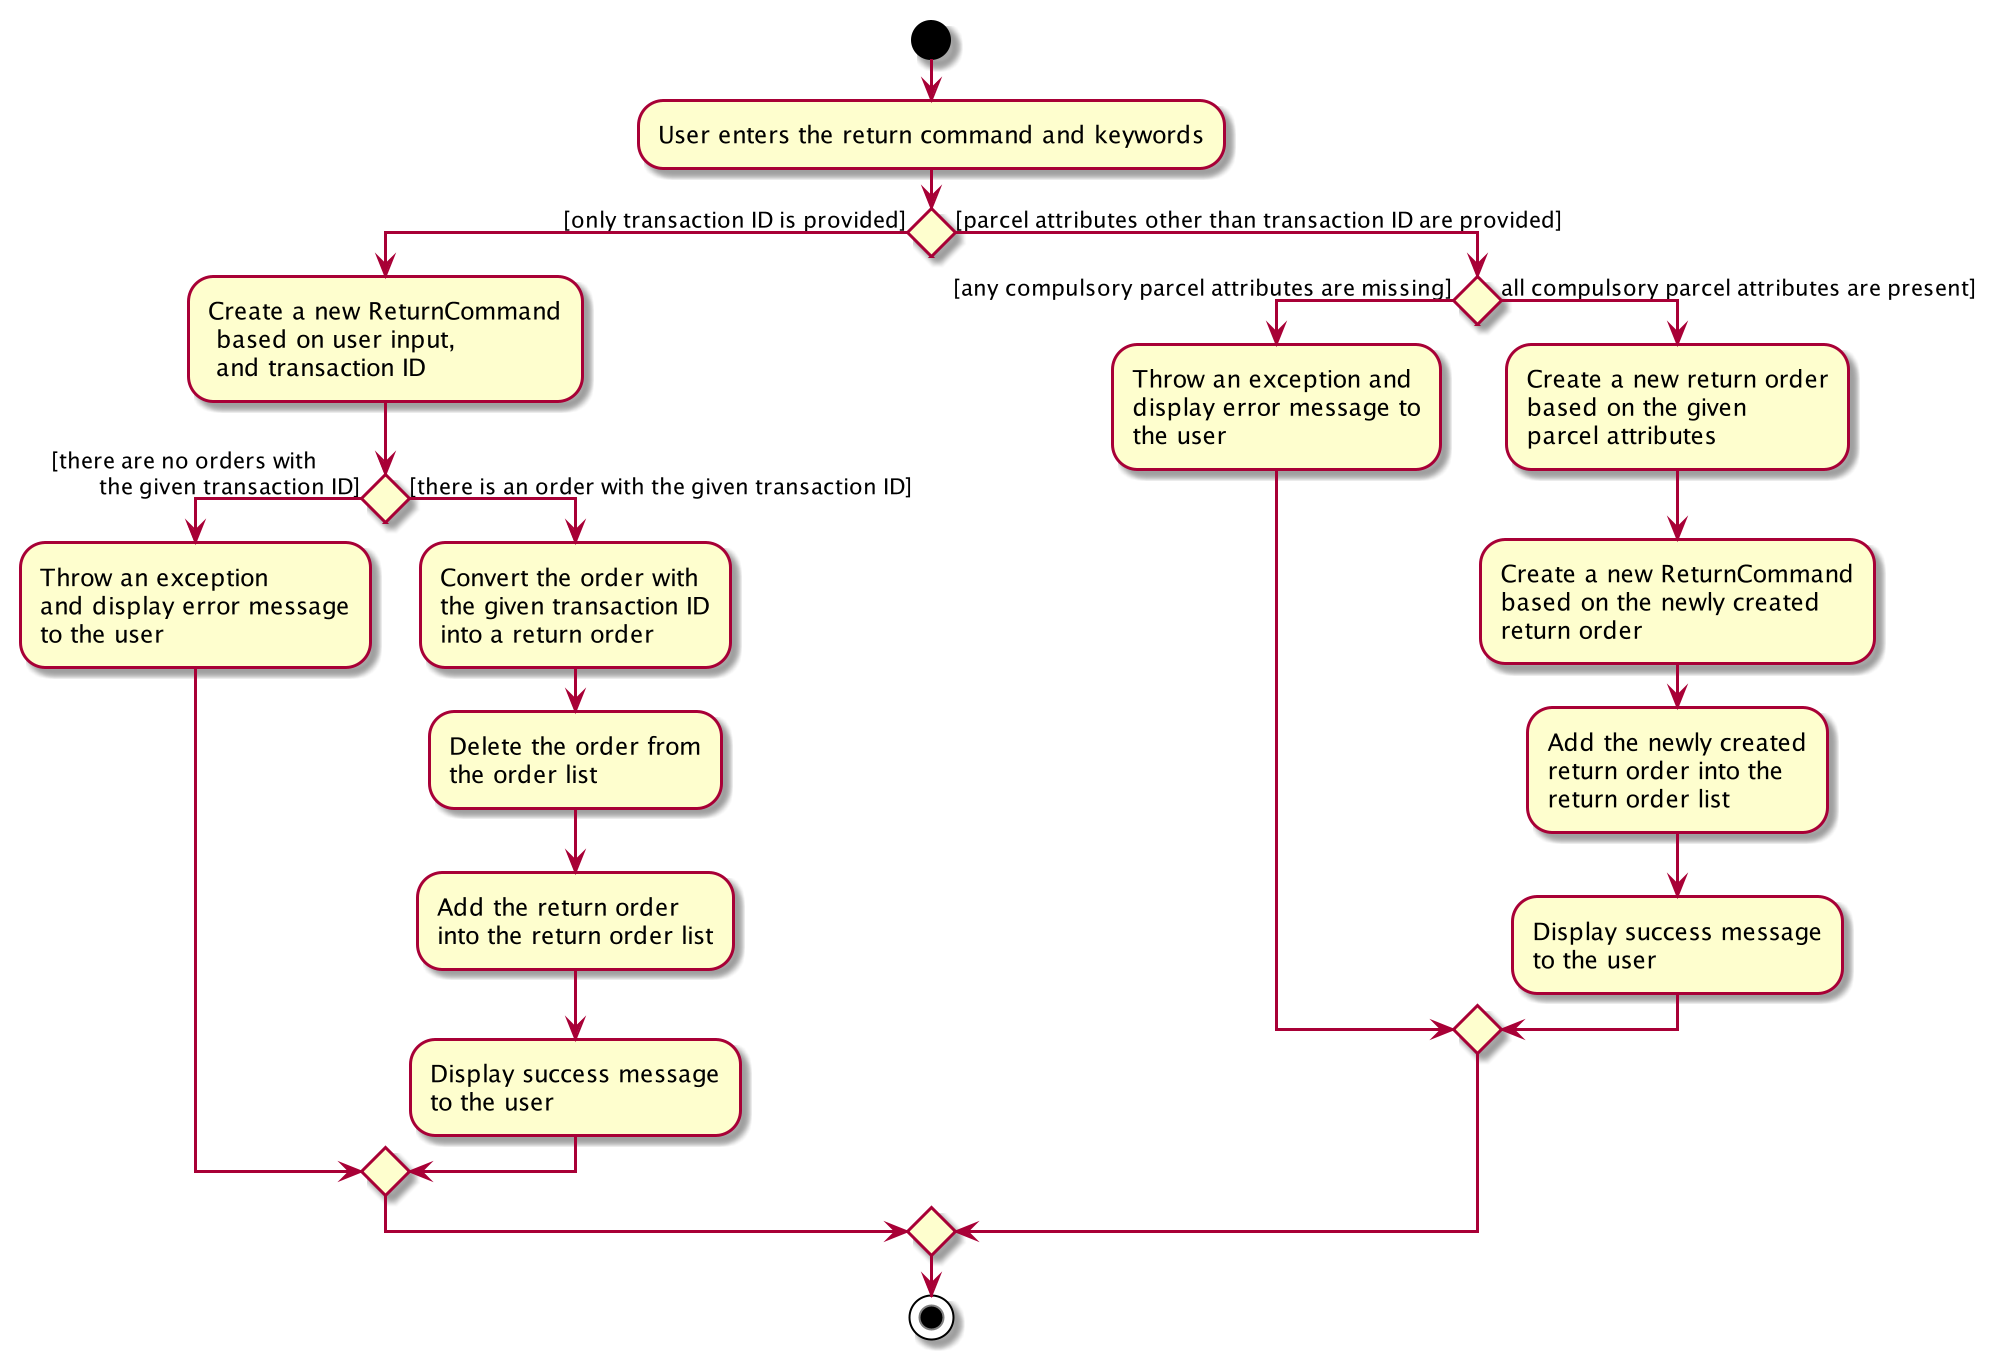 User enters the return command and keywords
[only transaction ID is provided]
[parcel attributes other than transaction ID are provided]
Create a new ReturnCommand
based on user input,
and transaction ID
[there are no orders with
the given transaction ID]
[there is an order with the given transaction ID]
Throw an exception
and display error message
to the user
Convert the order with
the given transaction ID
into a return order
Delete the order from
the order list
Add the return order
into the return order list
Display success message
to the user
[any compulsory parcel attributes are missing]
all compulsory parcel attributes are present]
Throw an exception and
display error message to
the user
Create a new return order
based on the given
parcel attributes
Create a new ReturnCommand
based on the newly created
return order
Add the newly created
return order into the
return order list
Display success message
to the user